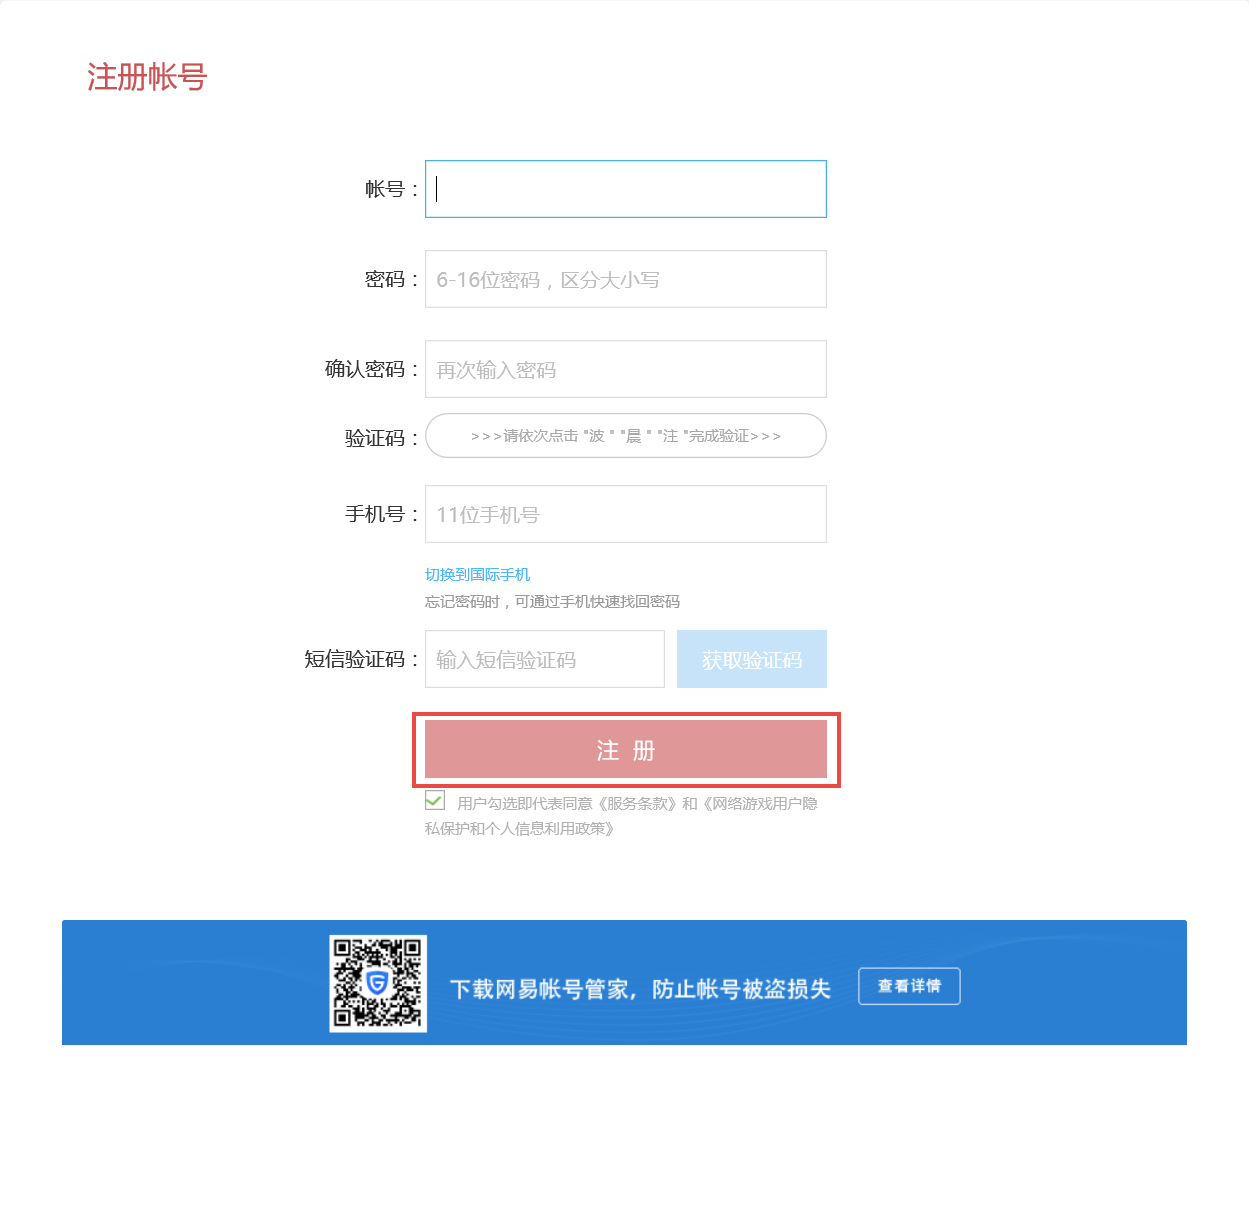 注册帐号
帐号：
密码： 6-16位密码，区分大小写
确认密码： 再次输入密码
验证码： >>>请依次点击 "波 " "晨 " "注 "完成验证>>>
手机号： 11位手机号
切换到国际手机
忘记密码时，可通过手机快速找回密码
短信验证码： 输入短信验证码 获取验证码
注 册
用户勾选即代表同意《服务条款》和《网络游戏用户隐
私保护和个人信息利用政策》
下载网易帐号管家，防止帐号被盗损失 查看详情